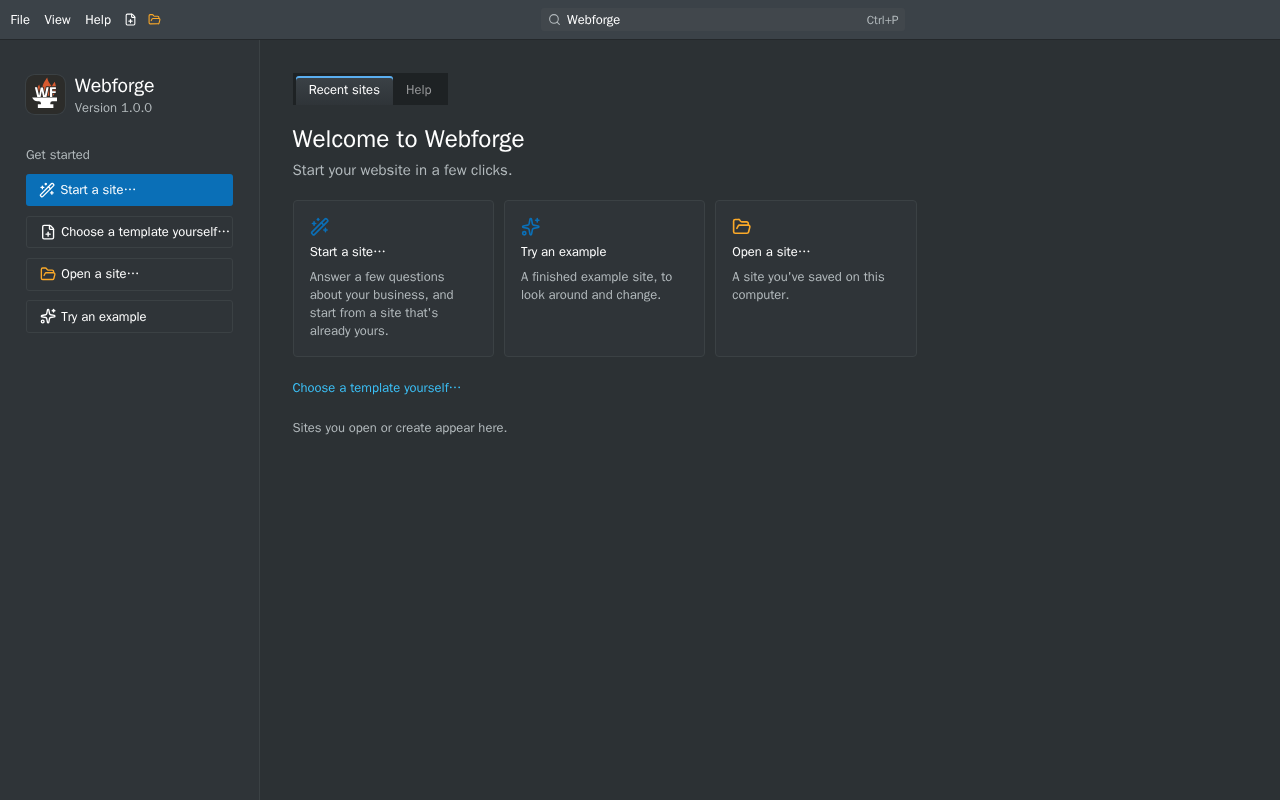 File View Help
Webforge
Ctrl+P
WF
Webforge
Version 1.0.0
Get started
Start a site…
Choose a template yourself…
Open a site…
Try an example
Recent sites
Help
Welcome to Webforge
Start your website in a few clicks.
Start a site…
Answer a few questions
about your business, and
start from a site that's
already yours.
Try an example
A finished example site, to
look around and change.
Open a site…
A site you've saved on this
computer.
Choose a template yourself…
Sites you open or create appear here.